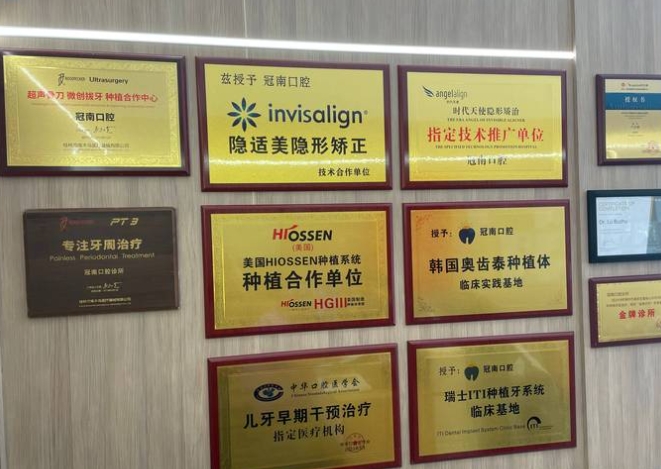 Ultrasurgery
超声骨刀 微创拔牙 种植合作中心
冠南口腔
兹授予 冠南口腔
invisalign
隐适美隐形矫正
技术合作单位
angelalign
时代天使隐形矫治
指定技术推广单位
冠南口腔
授权书
PT3
专注牙周治疗
Painless Periodontal Treatment
冠南口腔诊所
HIOSSEN
(美国)
美国HIOSSEN种植系统
种植合作单位
HIOSSEN HGIII
授予: 冠南口腔
韩国奥齿泰种植体
临床实践基地
金牌诊所
中华口腔医学会
儿牙早期干预治疗
指定医疗机构
授予: 冠南口腔
瑞士ITI种植牙系统
临床基地
ITI Dental Implant System Clinic Base